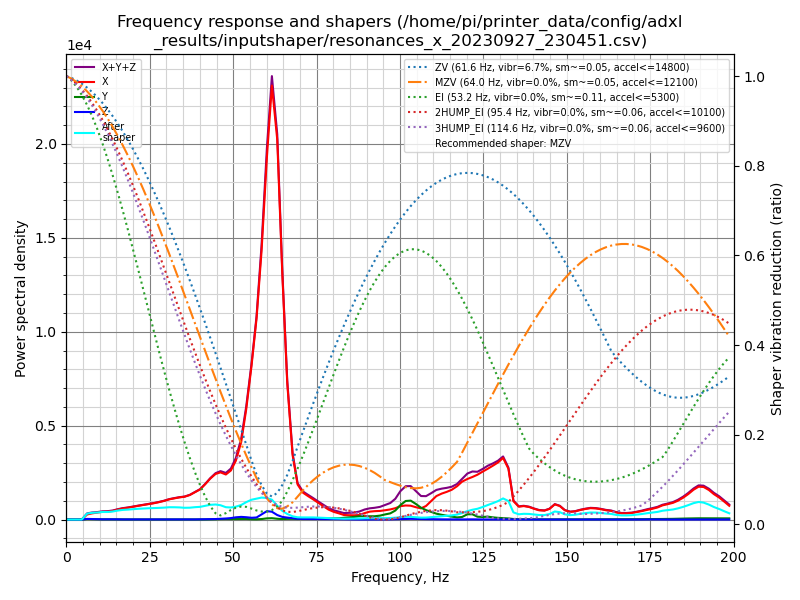 Frequency response and shapers (/home/pi/printer_data/config/adxl
_results/inputshaper/resonances_x_20230927_230451.csv)
1e4
X+Y+Z
X
Y
Z
After
shaper
ZV (61.6 Hz, vibr=6.7%, sm~=0.05, accel<=14800)
MZV (64.0 Hz, vibr=0.0%, sm~=0.05, accel<=12100)
EI (53.2 Hz, vibr=0.0%, sm~=0.11, accel<=5300)
2HUMP_EI (95.4 Hz, vibr=0.0%, sm~=0.06, accel<=10100)
3HUMP_EI (114.6 Hz, vibr=0.0%, sm~=0.06, accel<=9600)
Recommended shaper: MZV
Power spectral density
2.0
1.5
1.0
0.5
0.0
1.0
0.8
0.6
0.4
0.2
0.0
Shaper vibration reduction (ratio)
0 25 50 75 100 125 150 175 200
Frequency, Hz